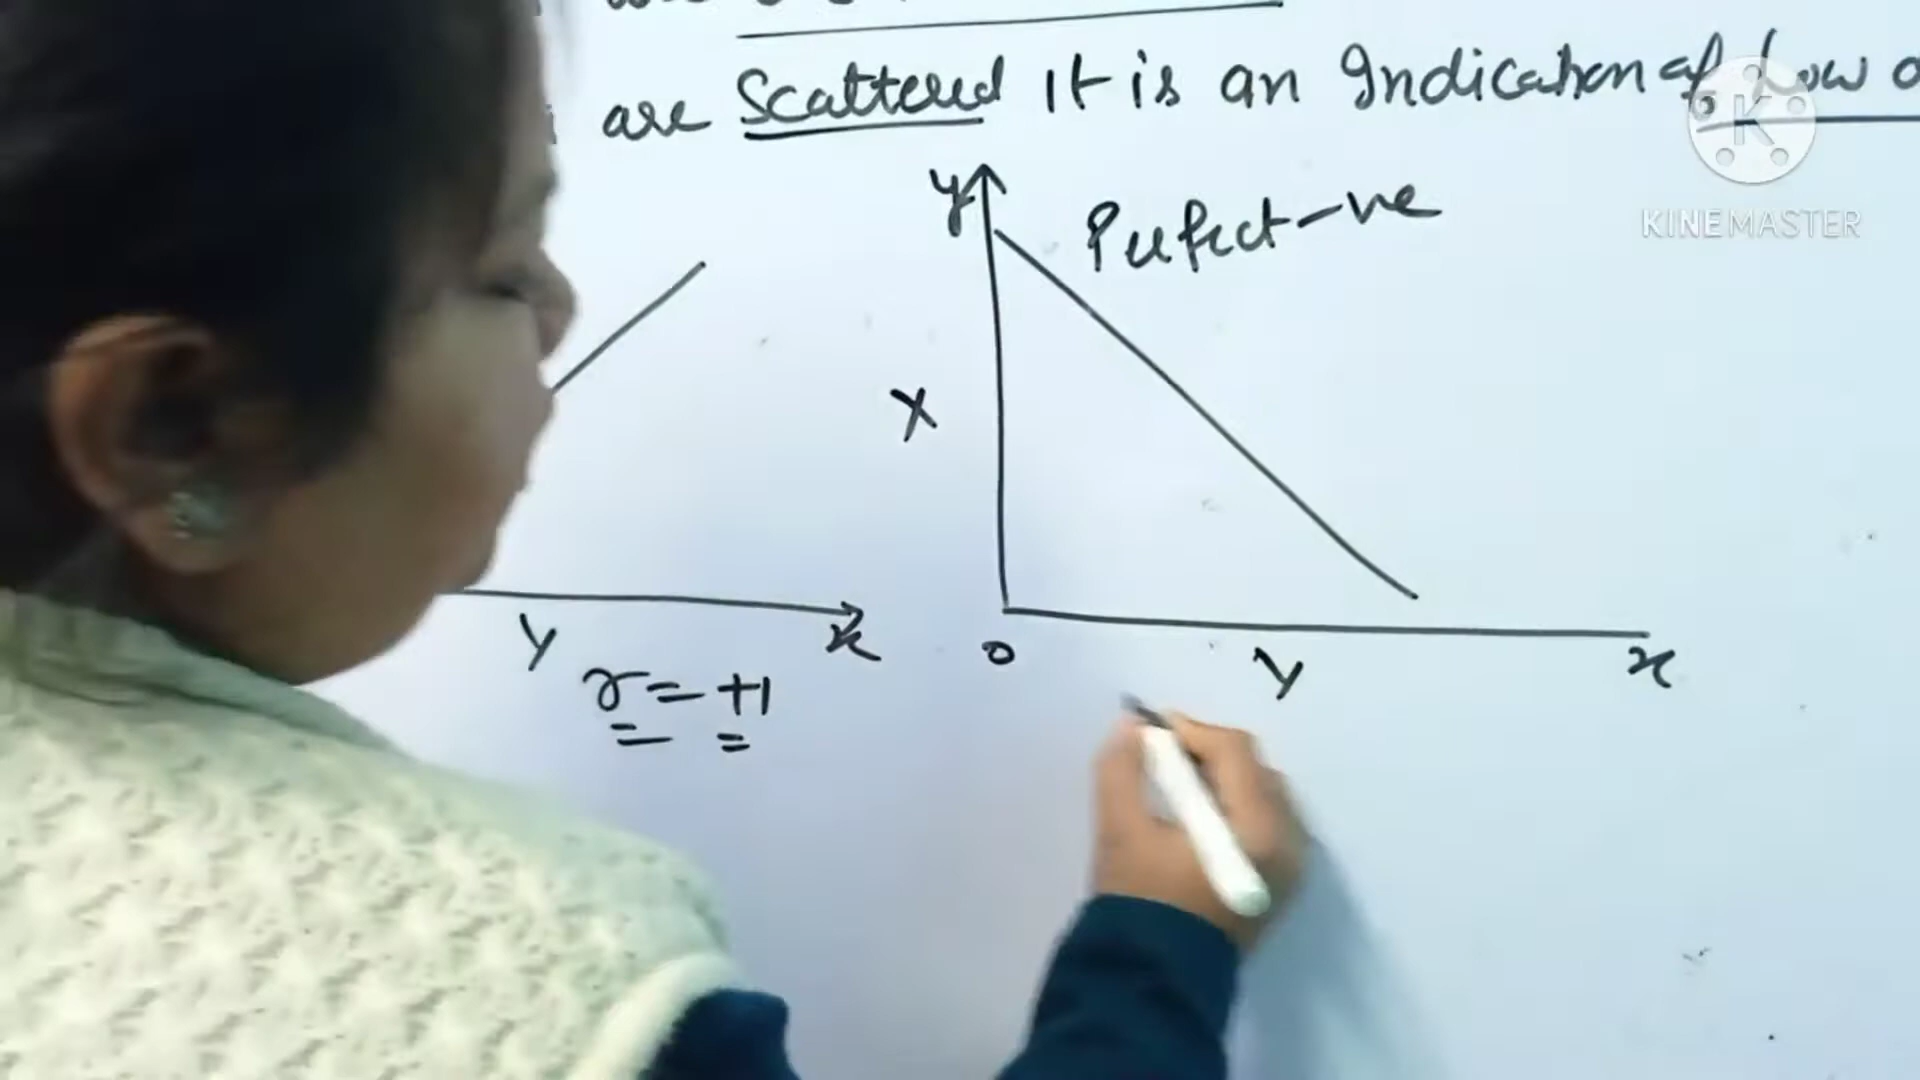 are Scattered It is an Indication of Low
KINEMASTER
y Perfect -ve
X
Y x
r = +1
0 Y x